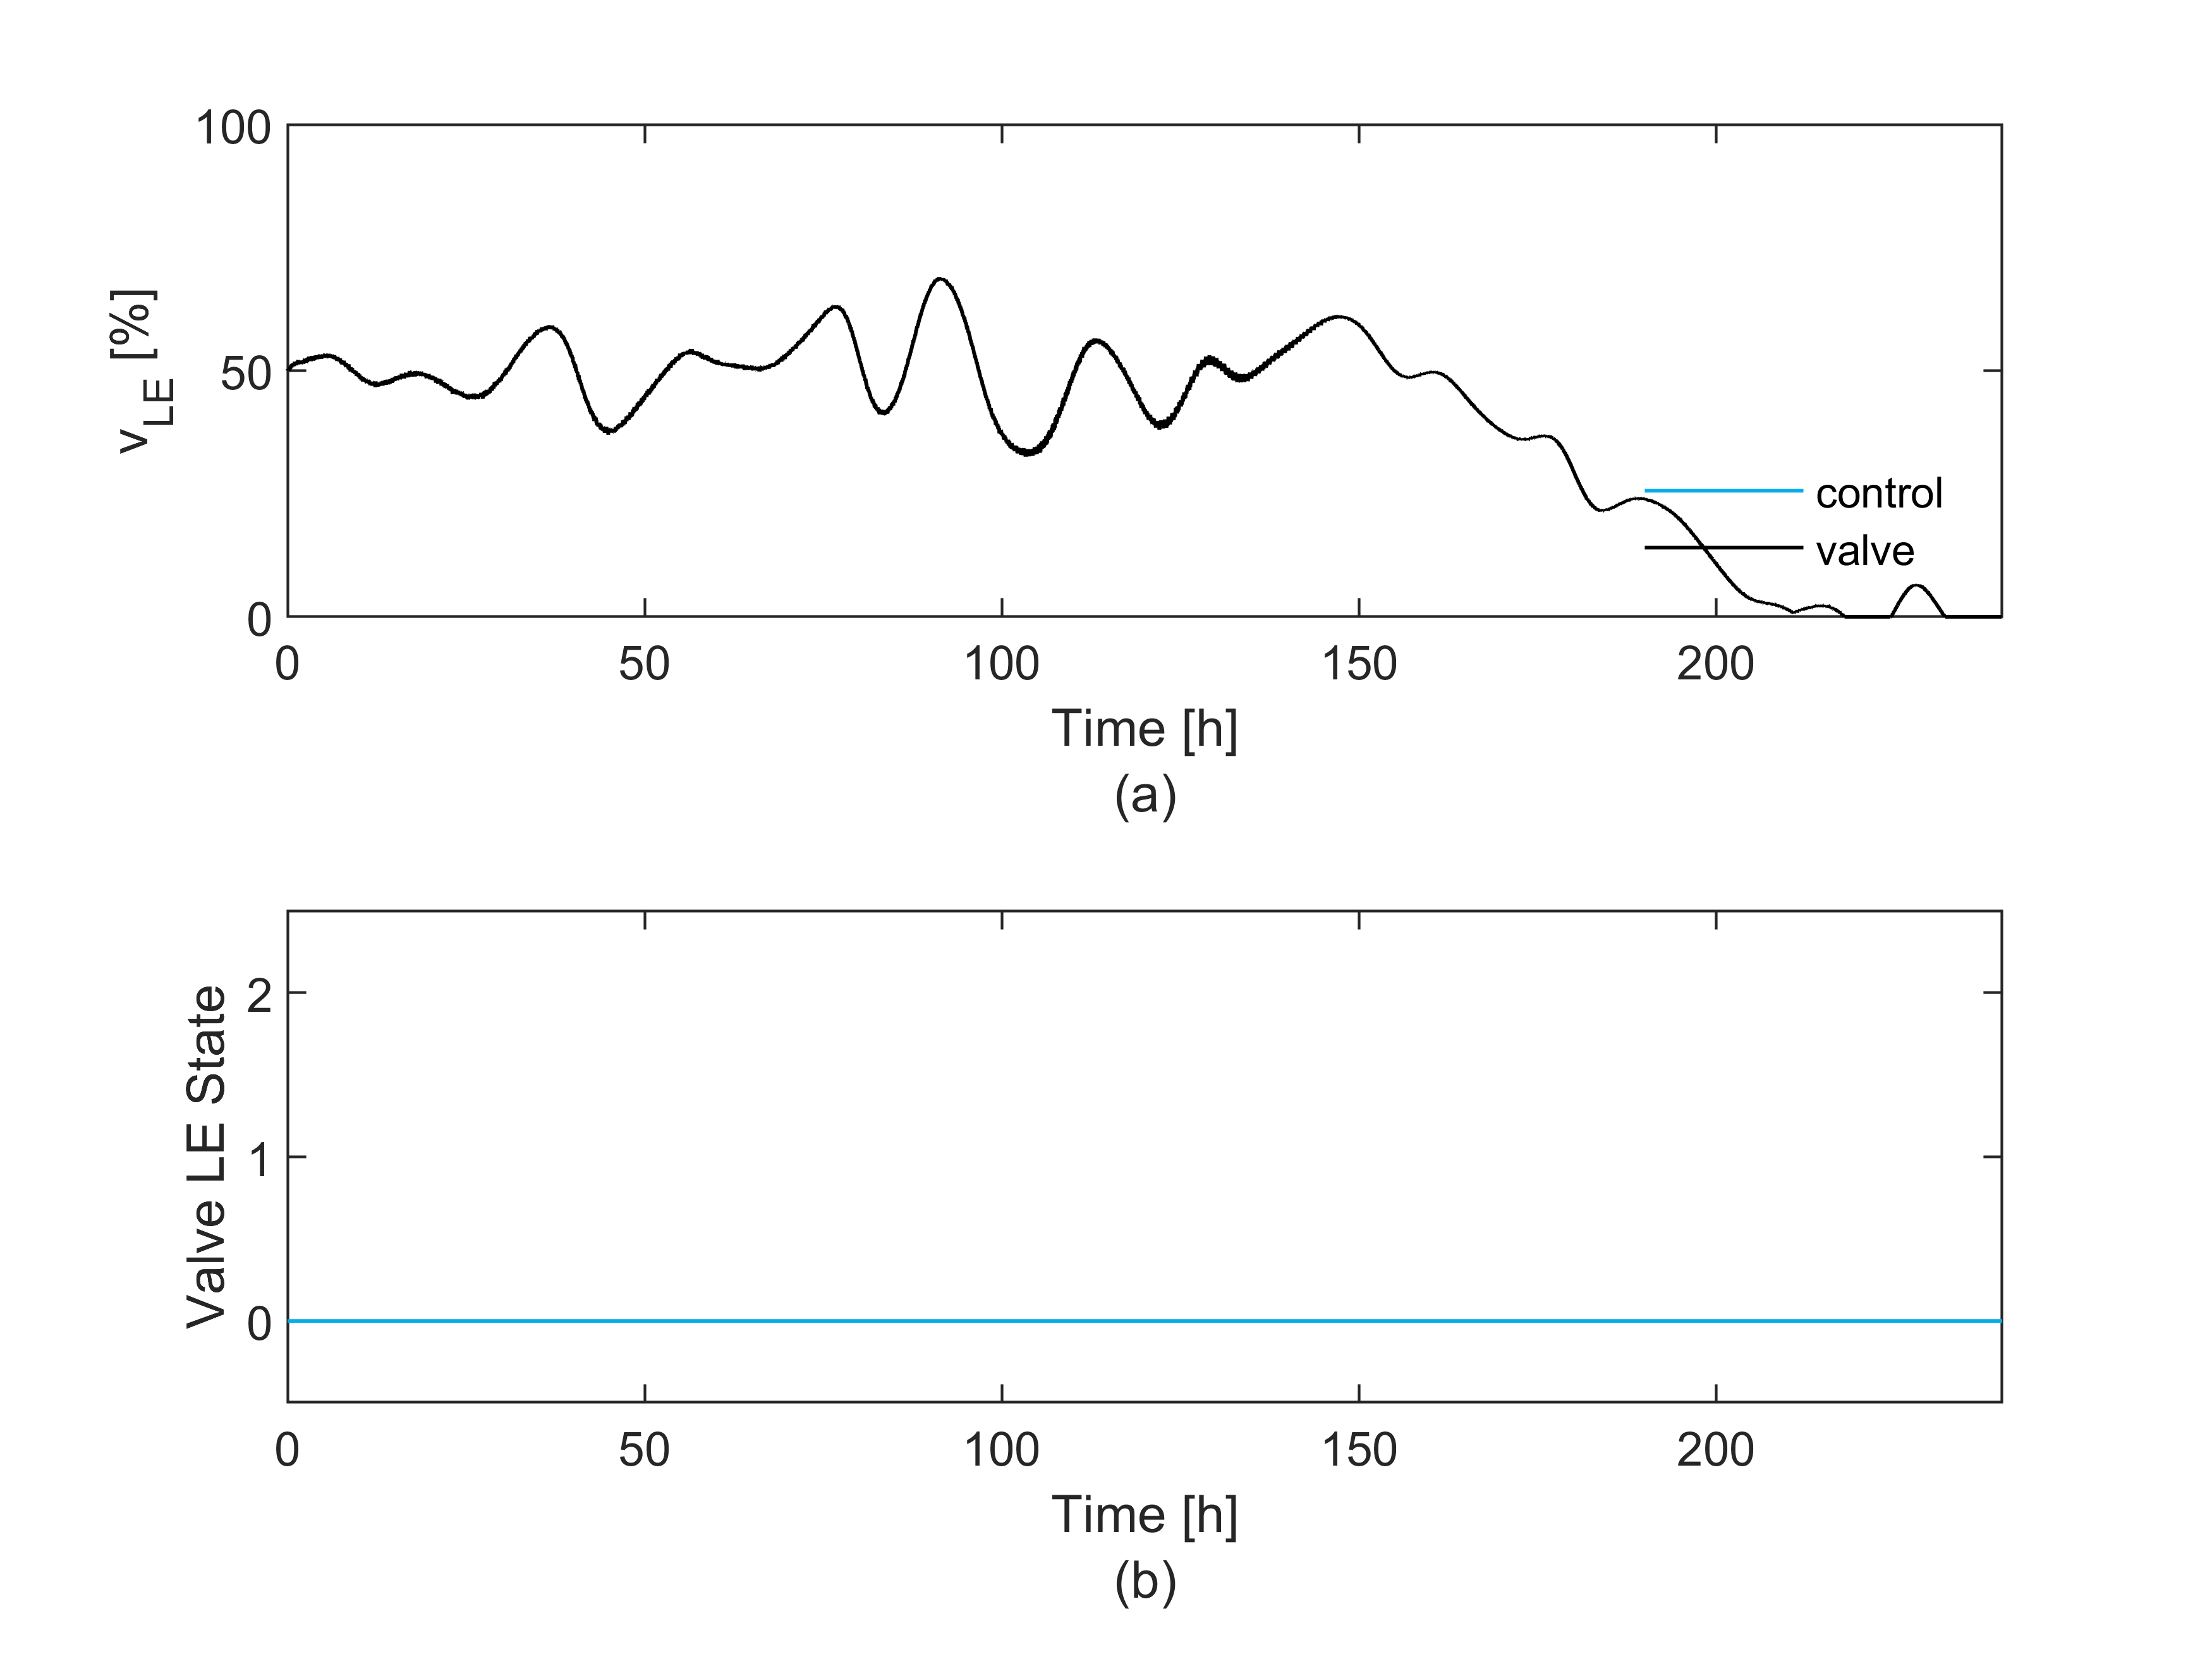 100
50
0
v_LE [%]
control
valve
0 50 100 150 200
Time [h]
(a)
2
1
0
Valve LE State
0 50 100 150 200
Time [h]
(b)